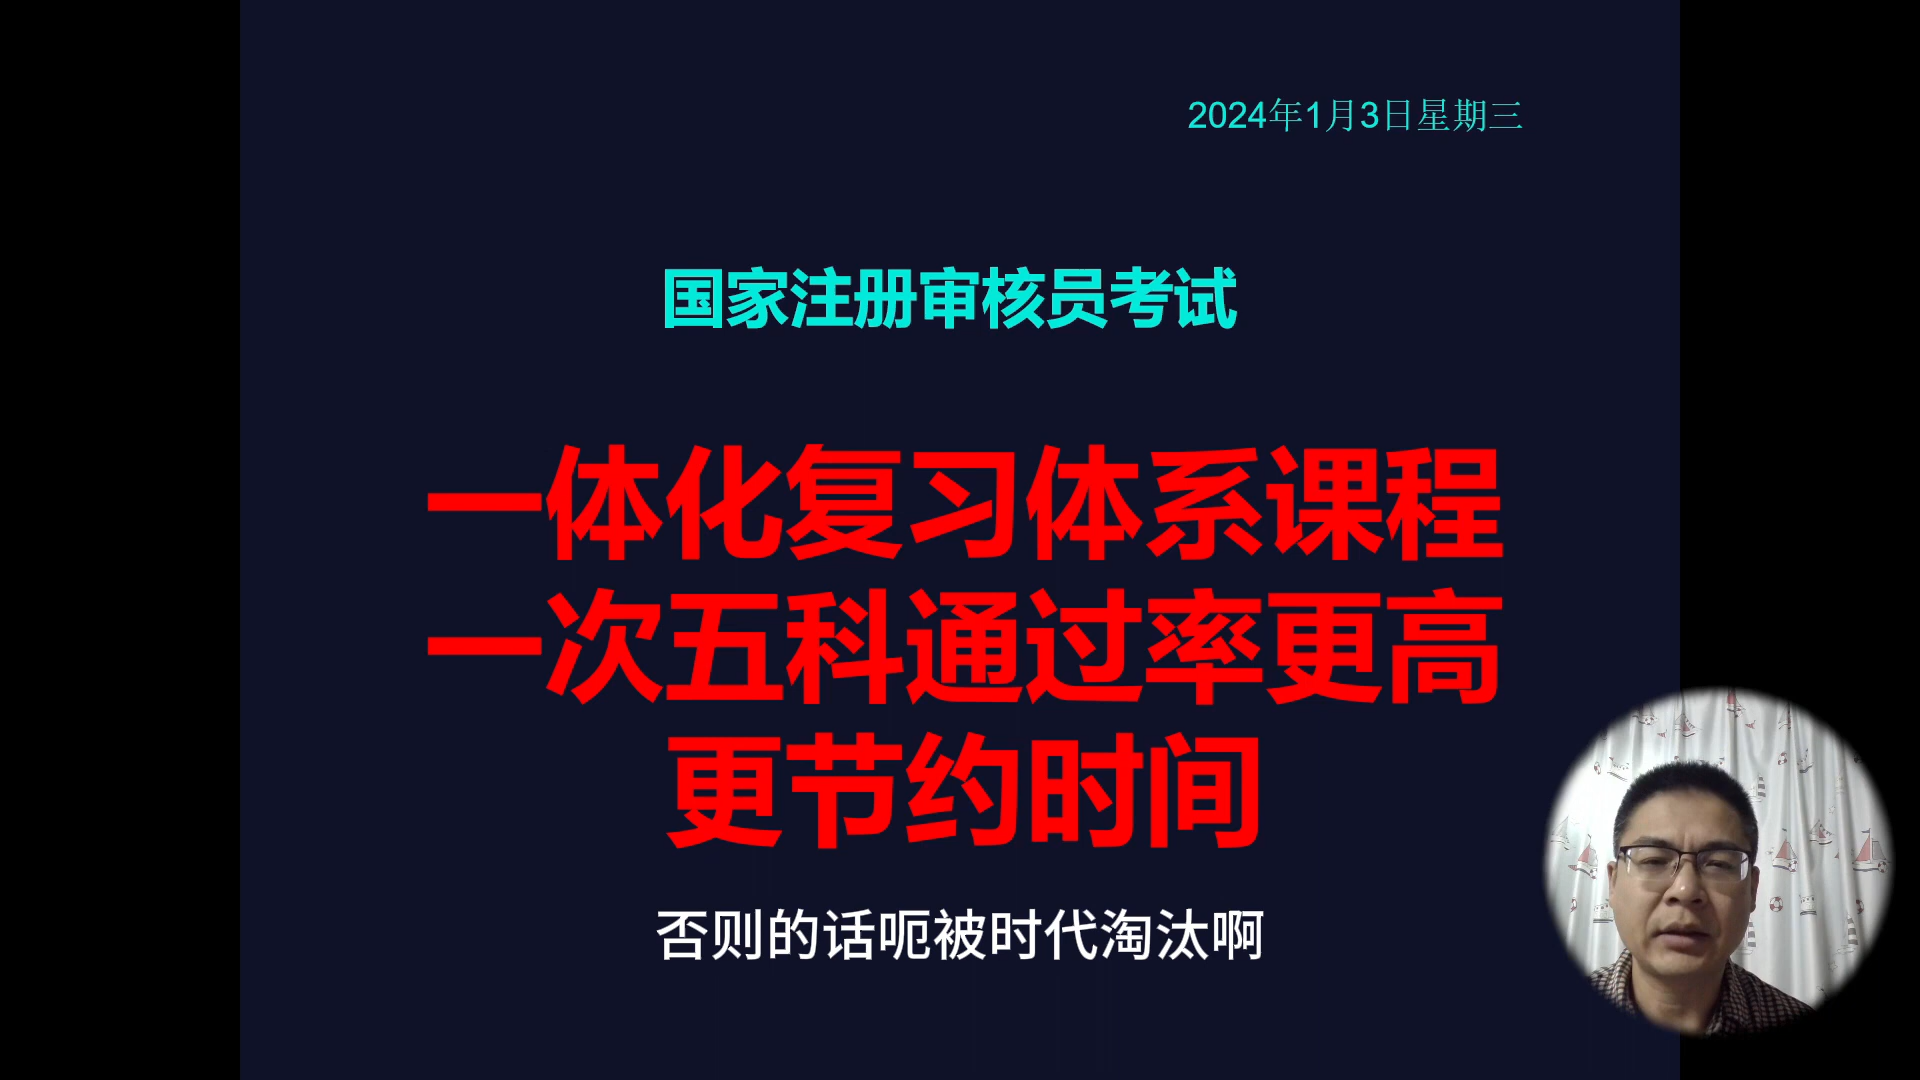 2024年1月3日星期三
国家注册审核员考试
一体化复习体系课程
一次五科通过率更高
更节约时间
否则的话呃被时代淘汰啊